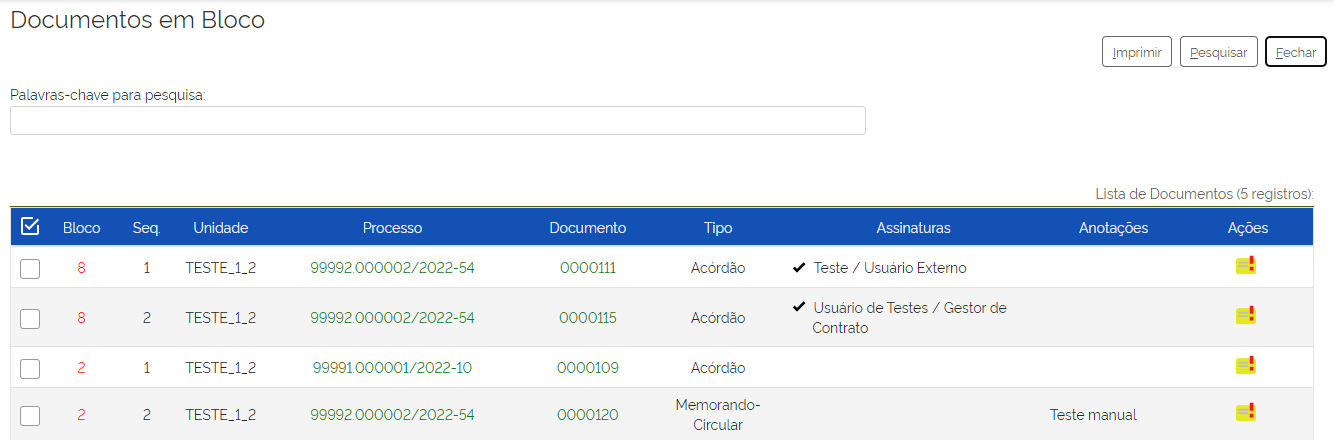 Documentos em Bloco
Imprimir Pesquisar Fechar
Palavras-chave para pesquisa:
Lista de Documentos (5 registros):
Bloco Seq. Unidade Processo Documento Tipo Assinaturas Anotações Ações
8 1 TESTE_1_2 99992.000002/2022-54 0000111 Acórdão Teste / Usuário Externo
8 2 TESTE_1_2 99992.000002/2022-54 0000115 Acórdão Usuário de Testes / Gestor de
Contrato
2 1 TESTE_1_2 99991.000001/2022-10 0000109 Acórdão
2 2 TESTE_1_2 99992.000002/2022-54 0000120 Memorando-
Circular Teste manual